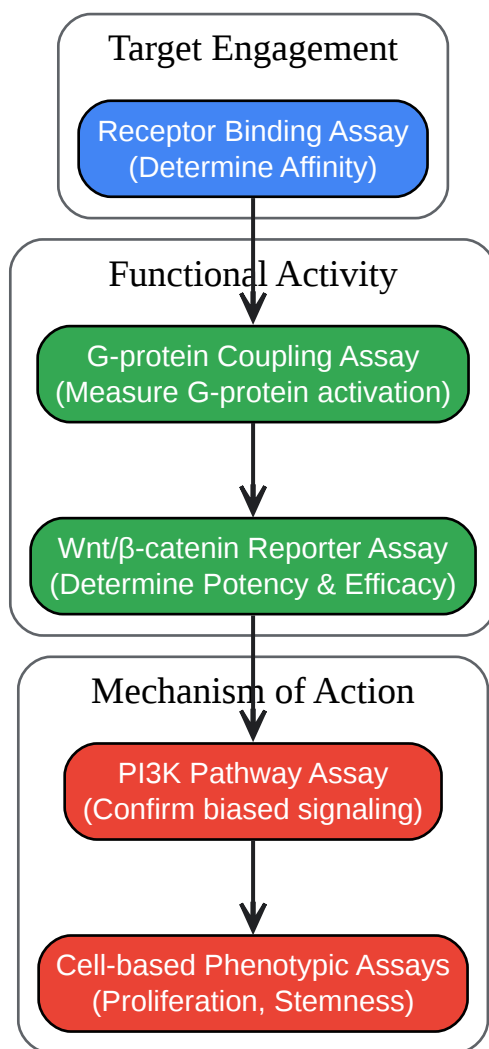 Target Engagement
Receptor Binding Assay
(Determine Affinity)
Functional Activity
G-protein Coupling Assay
(Measure G-protein activation)
Wnt/β-catenin Reporter Assay
(Determine Potency & Efficacy)
Mechanism of Action
PI3K Pathway Assay
(Confirm biased signaling)
Cell-based Phenotypic Assays
(Proliferation, Stemness)